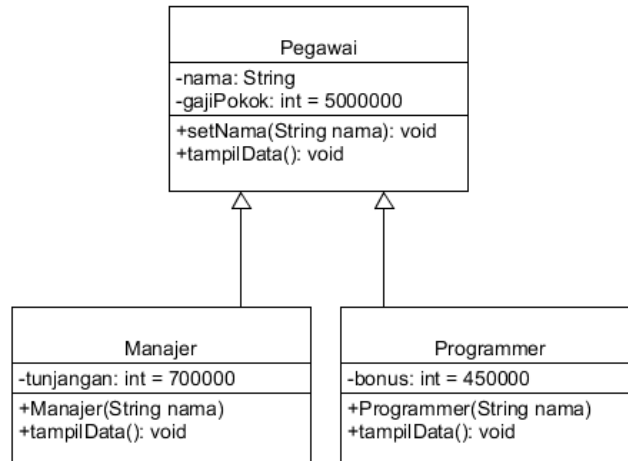 Pegawai
-nama: String
-gajiPokok: int = 5000000
+setNama(String nama): void
+tampilData(): void
Manajer
-tunjangan: int = 700000
+Manajer(String nama)
+tampilData(): void
Programmer
-bonus: int = 450000
+Programmer(String nama)
+tampilData(): void